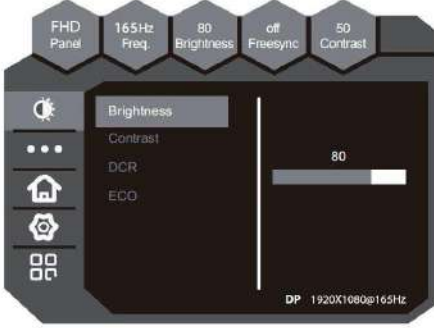 FHD
Panel
165Hz
Freq.
80
Brightness
off
Freesync
50
Contrast
Brightness
Contrast
DCR
ECO
80
DP 1920X1080@165Hz